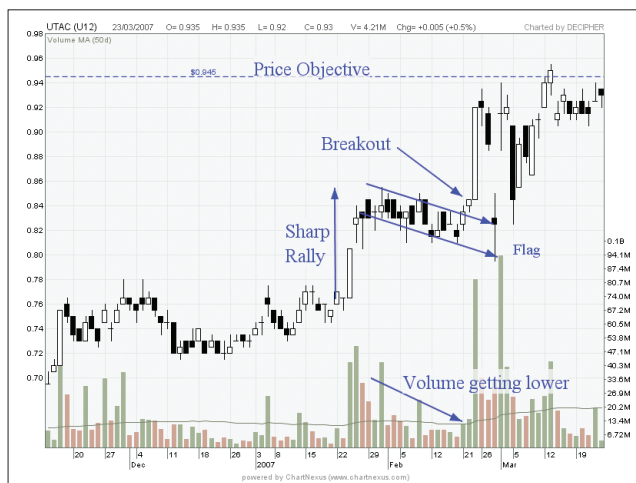 UTAC (U12) 23/03/2007 O= 0.935 H= 0.935 L= 0.92 C= 0.93 V= 4.21M Chg= +0.005 (+0.5%) Charted by DECIPHER
Volume MA (50d)
0.98
0.96
0.94
0.92
0.90
0.88
0.86
0.84
0.82
0.80
0.78
0.76
0.74
0.72
0.70
$0.945
Price Objective
Breakout
Sharp
Rally
Flag
Volume getting lower
0.1B
94.1M
87.4M
80.7M
74.0M
67.2M
60.5M
53.8M
47.1M
40.3M
33.6M
26.9M
20.2M
13.4M
6.72M
20 27 4 11 18 26 3 8 15 22 29 5 12 21 26 5 12 19
Dec 2007 Feb Mar
powered by ChartNexus (www.chartnexus.com)